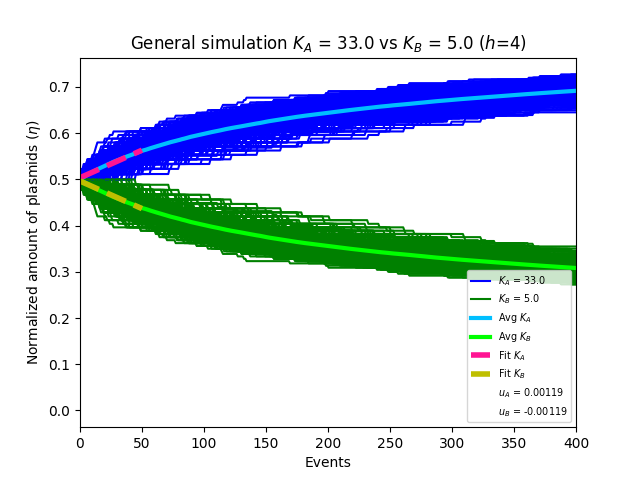 General simulation K_A = 33.0 vs K_B = 5.0 (h=4)
Normalized amount of plasmids (η)
0.7
0.6
0.5
0.4
0.3
0.2
0.1
0.0
0
50
100
150
200
250
300
350
400
Events
K_A = 33.0
K_B = 5.0
Avg K_A
Avg K_B
Fit K_A
Fit K_B
u_A = 0.00119
u_B = -0.00119